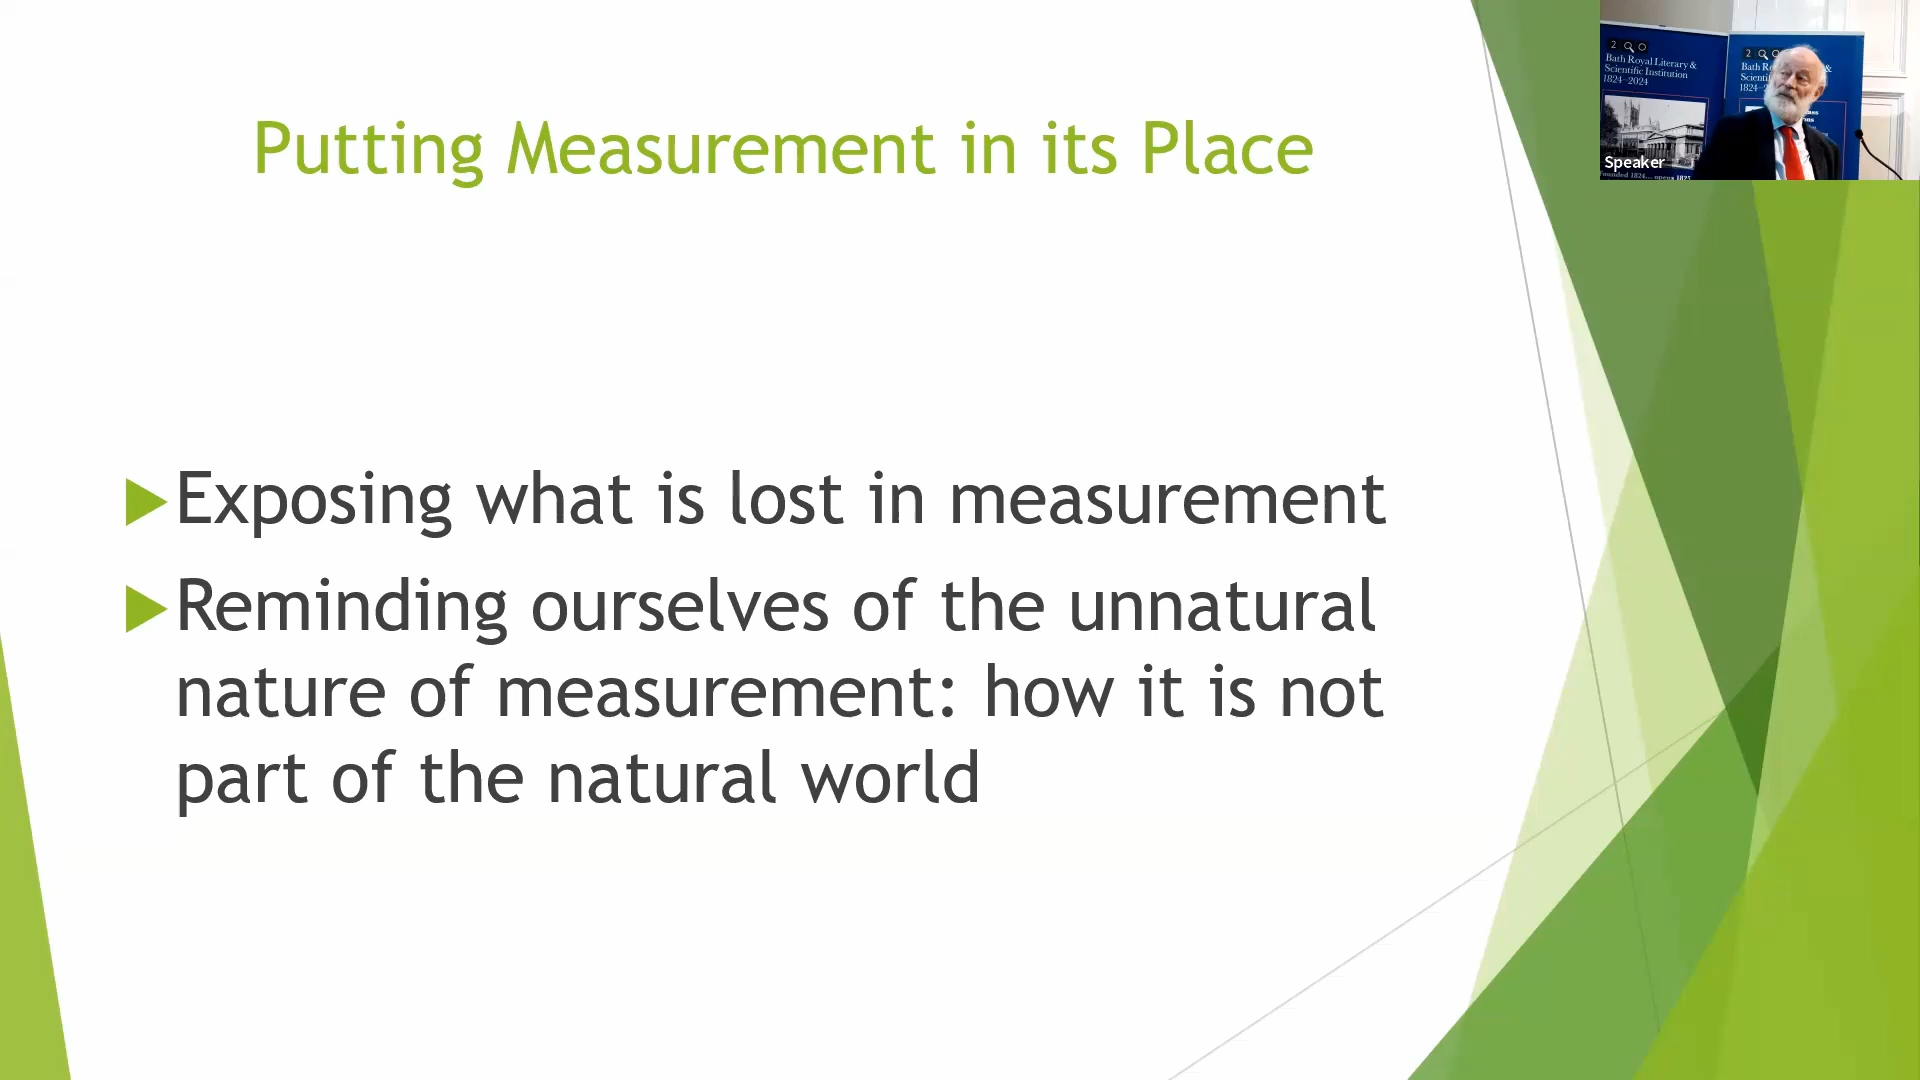 Putting Measurement in its Place
Exposing what is lost in measurement
Reminding ourselves of the unnatural
nature of measurement: how it is not
part of the natural world
Bath Royal Literary &
Scientific Institution
1824–2024
Speaker